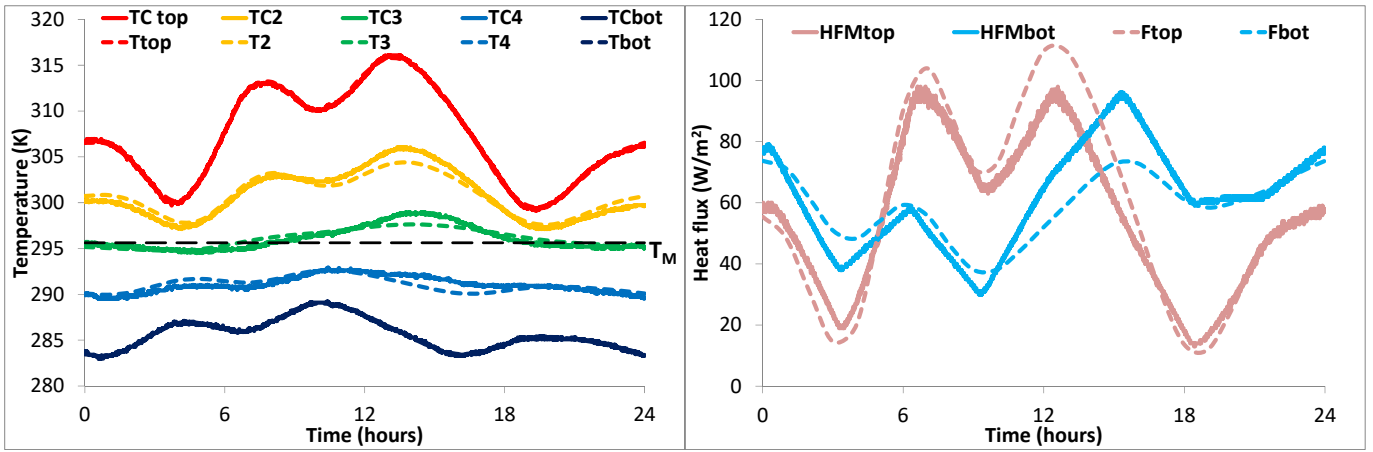 TC top TC2 TC3 TC4 TCbot
Ttop T2 T3 T4 Tbot
Temperature (K)
320
315
310
305
300
295
290
285
280
T_M
0 6 12 18 24
Time (hours)
HFMtop HFMbot Ftop Fbot
Heat flux (W/m²)
120
100
80
60
40
20
0
0 6 12 18 24
Time (hours)